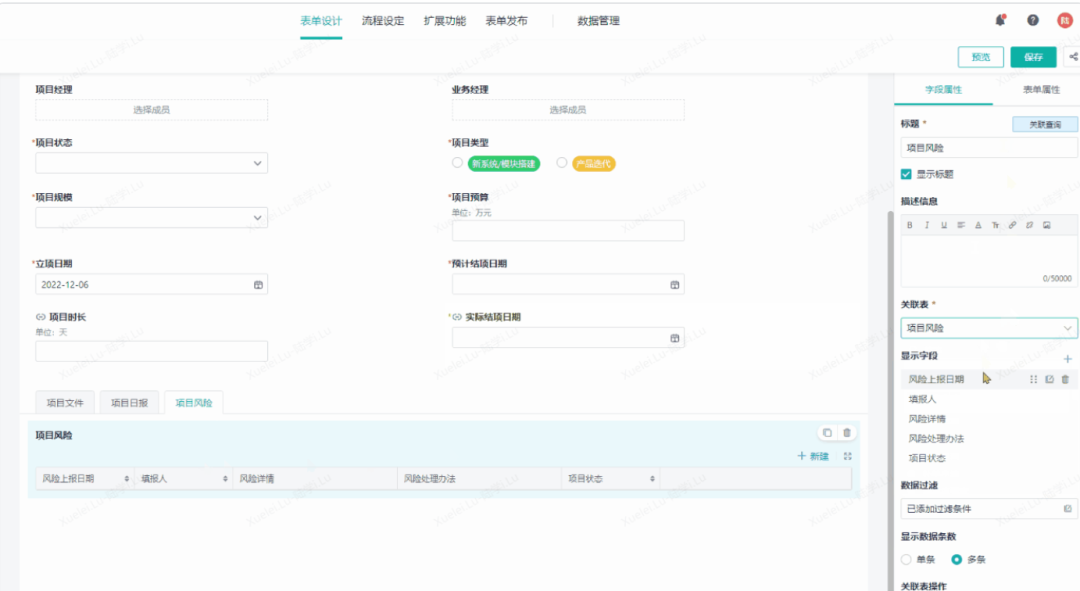 表单设计 流程设定 扩展功能 表单发布 数据管理
陆
预览 保存
项目经理 业务经理
选择成员 选择成员
*项目状态 *项目类型
新系统/模块搭建 产品迭代
*项目规模 *项目预算
单位：万元
*立项日期 *预计结项日期
2022-12-06
项目时长 *实际结项日期
单位：天
项目文件 项目日报 项目风险
项目风险
+ 新建
风险上报日期 填报人 风险详情 风险处理办法 项目状态
字段属性 表单属性
标题 * 关联查询
项目风险
显示标题
描述信息
B I U A Tt
0/50000
关联表 *
项目风险
显示字段 +
风险上报日期
填报人
风险详情
风险处理办法
项目状态
数据过滤
已添加过滤条件
显示数据条数
单条 多条
关联表操作